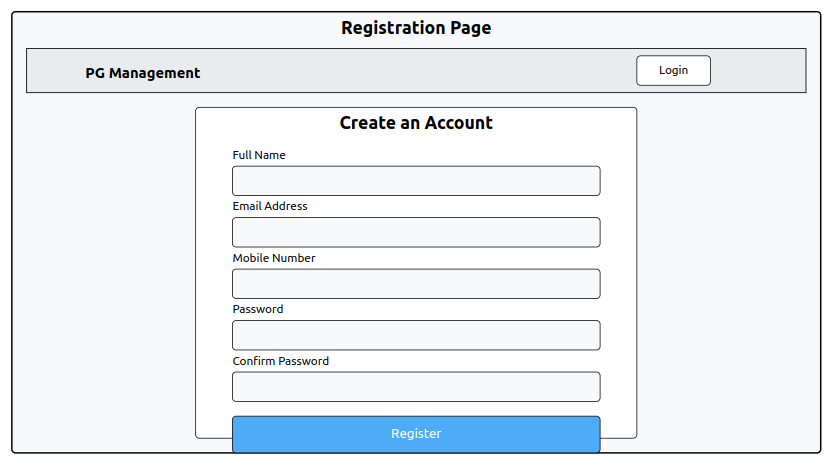 Registration Page
PG Management
Login
Create an Account
Full Name
Email Address
Mobile Number
Password
Confirm Password
Register